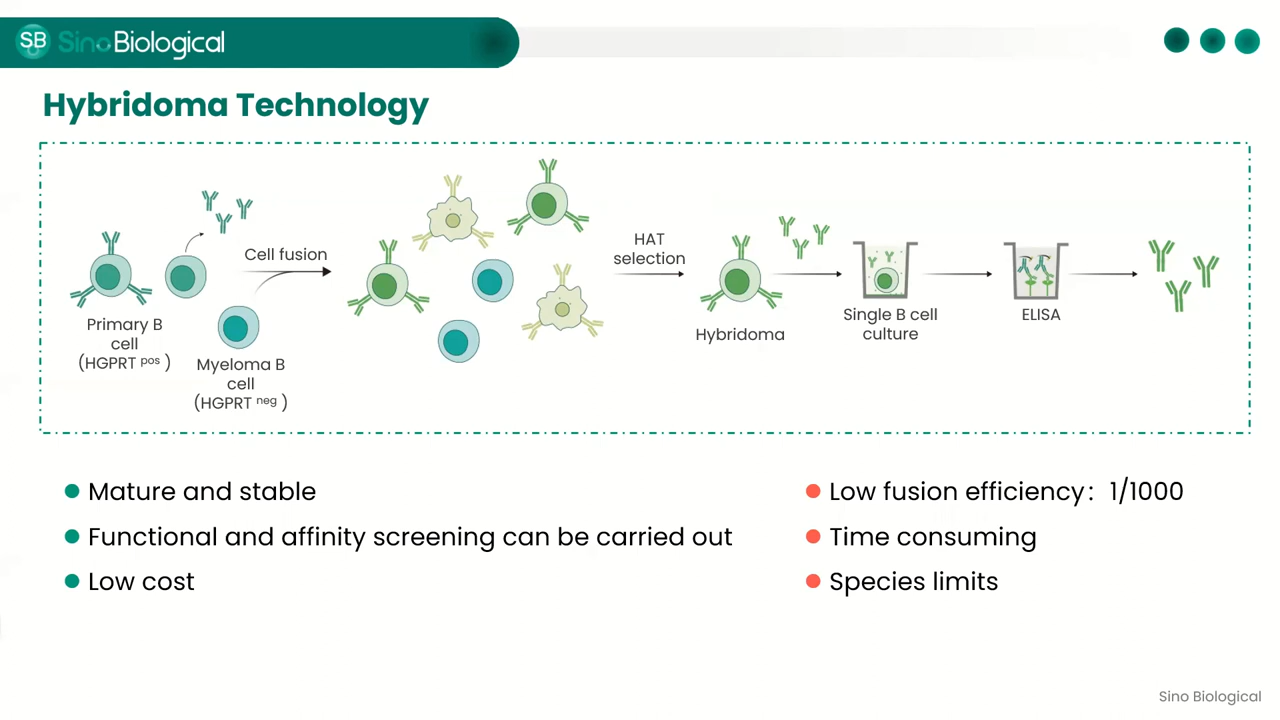 SB SinoBiological
Hybridoma Technology
Cell fusion
HAT
selection
Primary B
cell
(HGPRT pos )
Myeloma B
cell
(HGPRT neg )
Hybridoma
Single B cell
culture
ELISA
Mature and stable
Functional and affinity screening can be carried out
Low cost
Low fusion efficiency： 1/1000
Time consuming
Species limits
Sino Biological